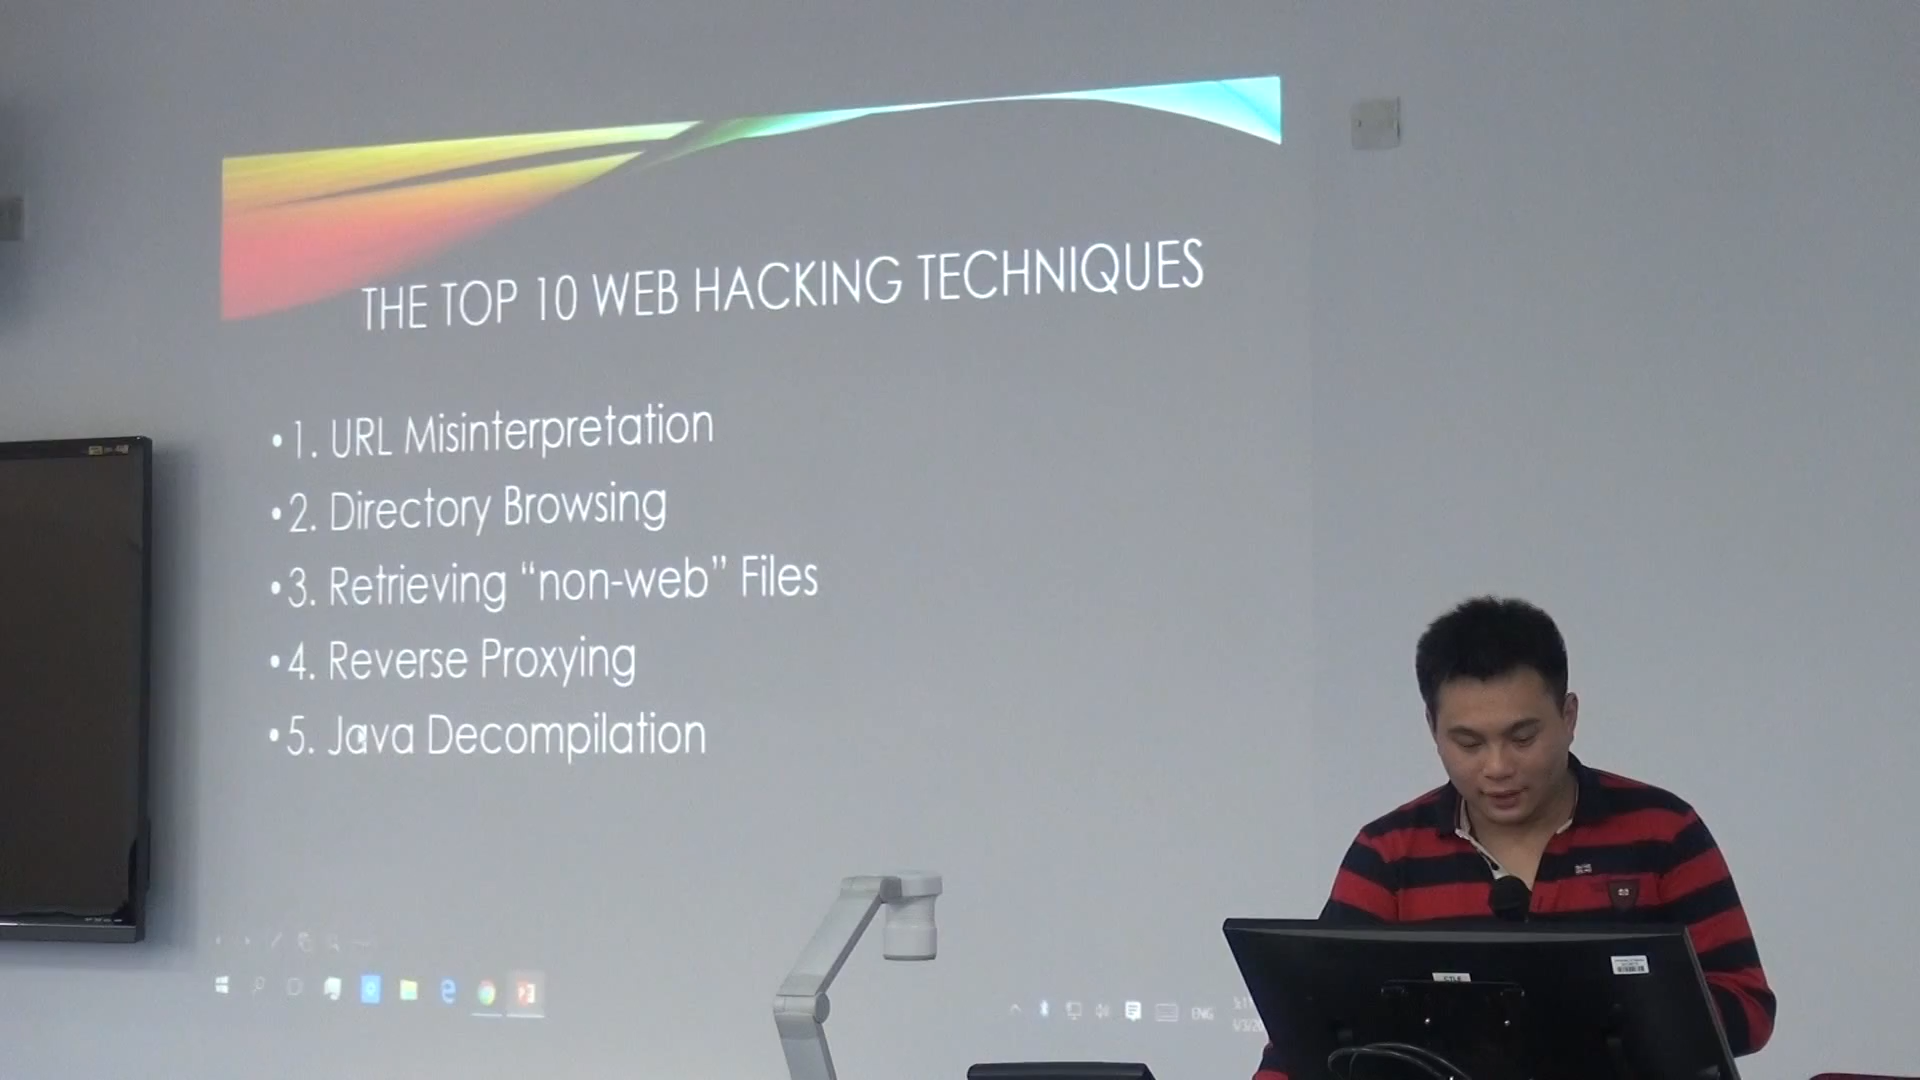 THE TOP 10 WEB HACKING TECHNIQUES
• 1. URL Misinterpretation
• 2. Directory Browsing
• 3. Retrieving “non-web” Files
• 4. Reverse Proxying
• 5. Java Decompilation
ENG